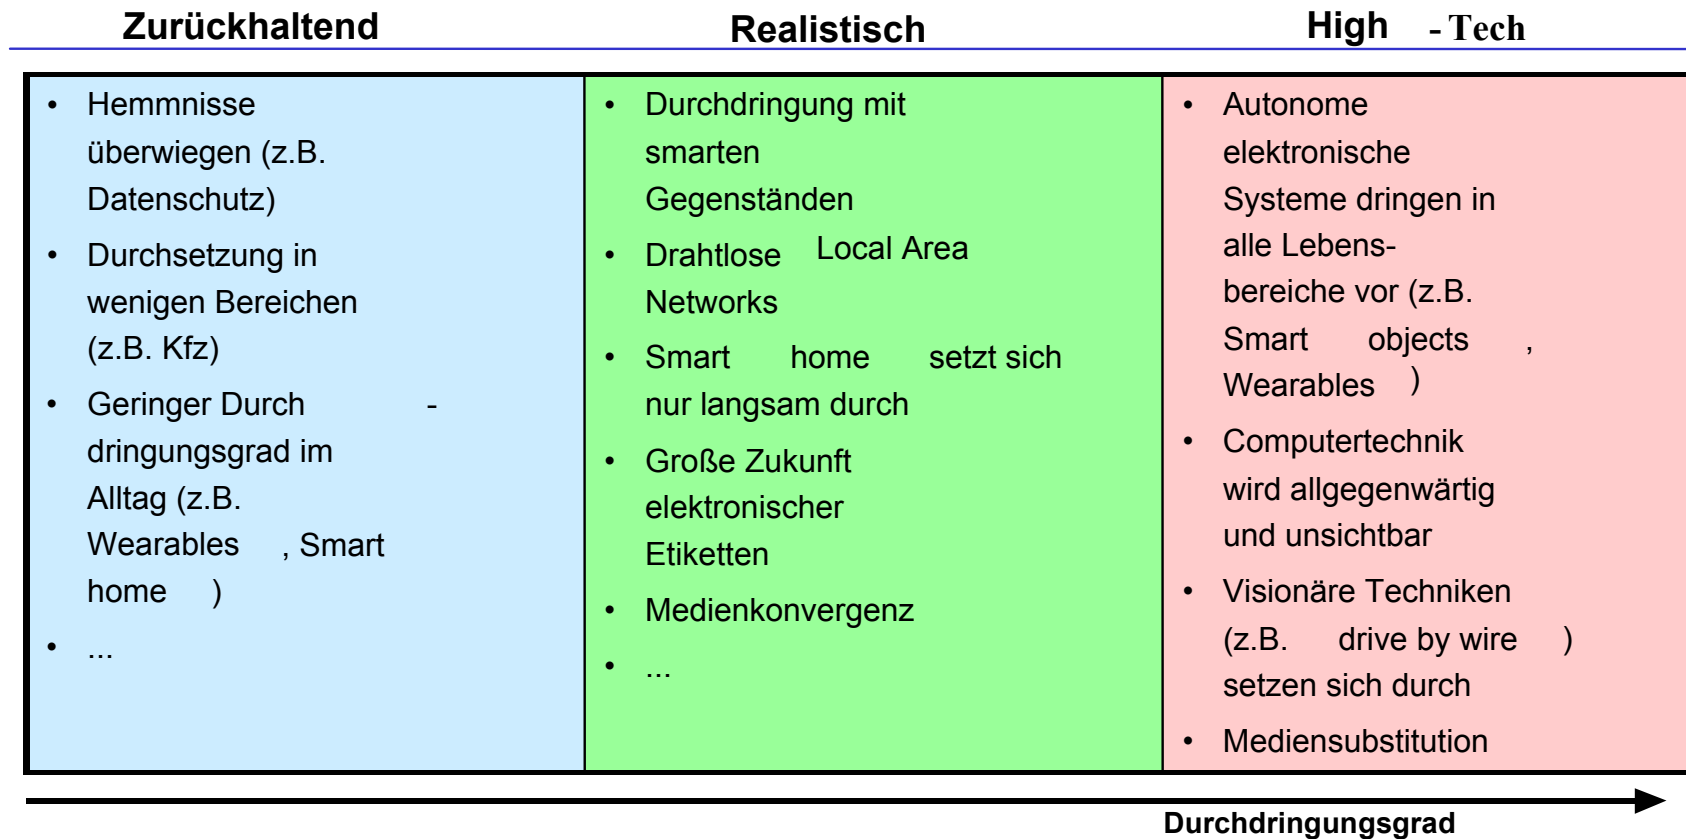 Zurückhaltend
Realistisch
High - Tech
• Hemmnisse
überwiegen (z.B.
Datenschutz)
• Durchsetzung in
wenigen Bereichen
(z.B. Kfz)
• Geringer Durch -
dringungsgrad im
Alltag (z.B.
Wearables , Smart
home )
• ...
• Durchdringung mit
smarten
Gegenständen
• Drahtlose Local Area
Networks
• Smart home setzt sich
nur langsam durch
• Große Zukunft
elektronischer
Etiketten
• Medienkonvergenz
• ...
• Autonome
elektronische
Systeme dringen in
alle Lebens-
bereiche vor (z.B.
Smart objects ,
Wearables )
• Computertechnik
wird allgegenwärtig
und unsichtbar
• Visionäre Techniken
(z.B. drive by wire )
setzen sich durch
• Mediensubstitution
Durchdringungsgrad